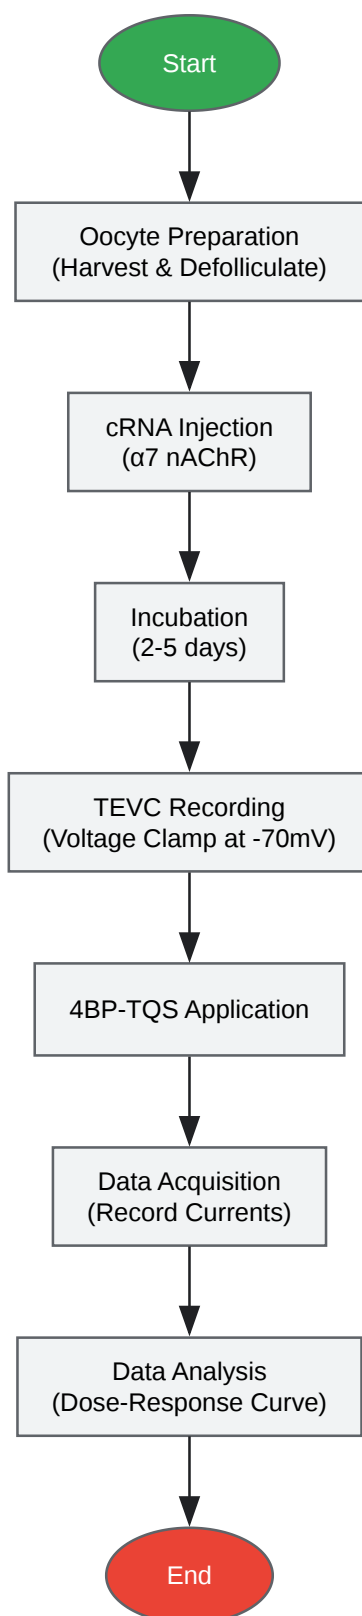 Start
Oocyte Preparation
(Harvest & Defolliculate)
cRNA Injection
(α7 nAChR)
Incubation
(2-5 days)
TEVC Recording
(Voltage Clamp at -70mV)
4BP-TQS Application
Data Acquisition
(Record Currents)
Data Analysis
(Dose-Response Curve)
End